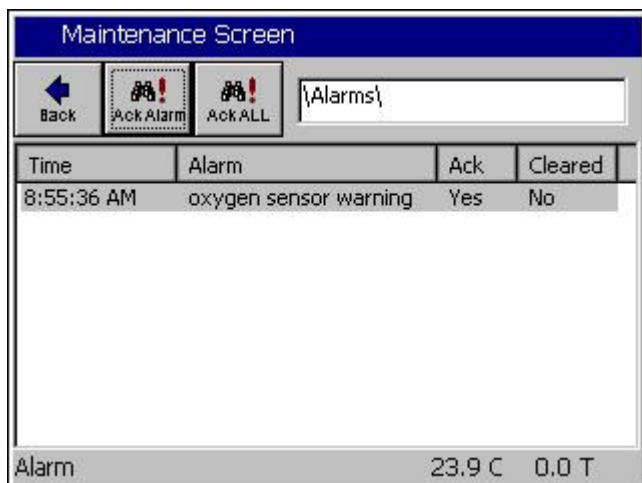 Maintenance Screen
Back
Ack Alarm
Ack ALL
\Alarms\
Time Alarm Ack Cleared
8:55:36 AM oxygen sensor warning Yes No
Alarm 23.9 C 0.0 T